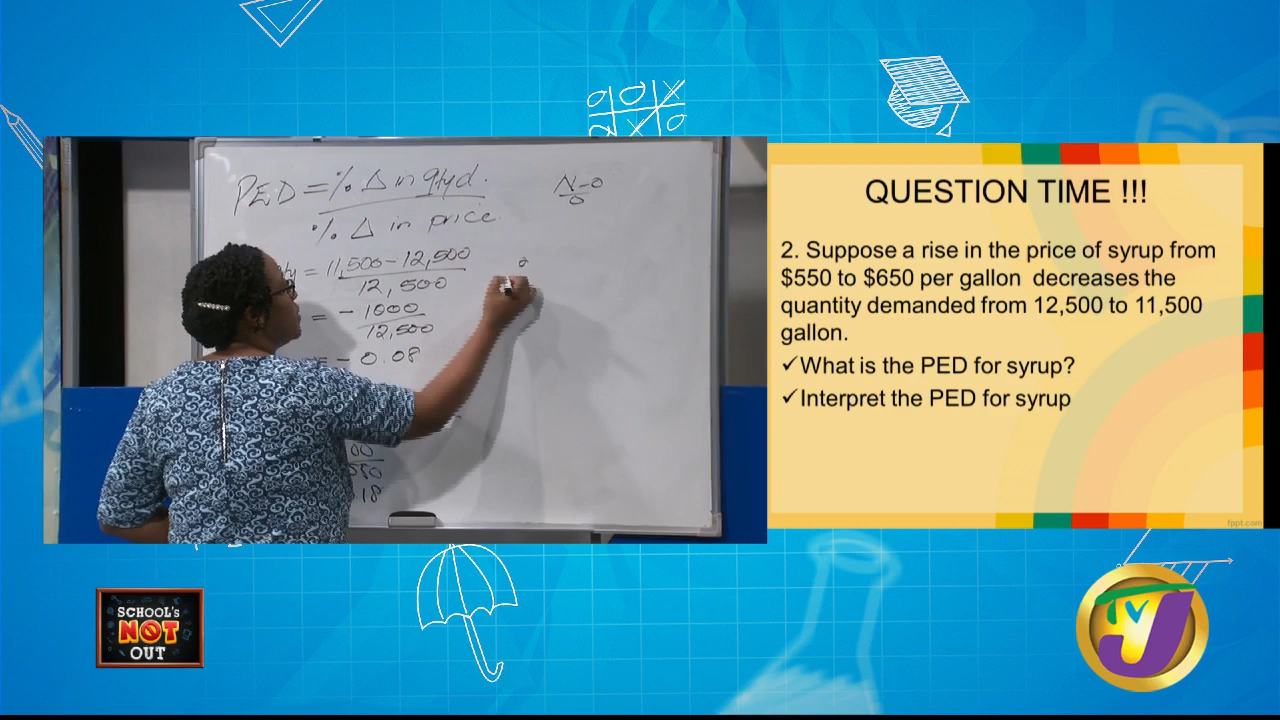 PED = % Δ in qtyd.
% Δ in price.
N-O
O
= 11,500 - 12,500
12,500
= - 1000
12,500
= - 0.08
18
QUESTION TIME !!!
2. Suppose a rise in the price of syrup from
$550 to $650 per gallon decreases the
quantity demanded from 12,500 to 11,500
gallon.
✓What is the PED for syrup?
✓Interpret the PED for syrup
fppt.com
SCHOOL's
NOT
OUT
TVJ